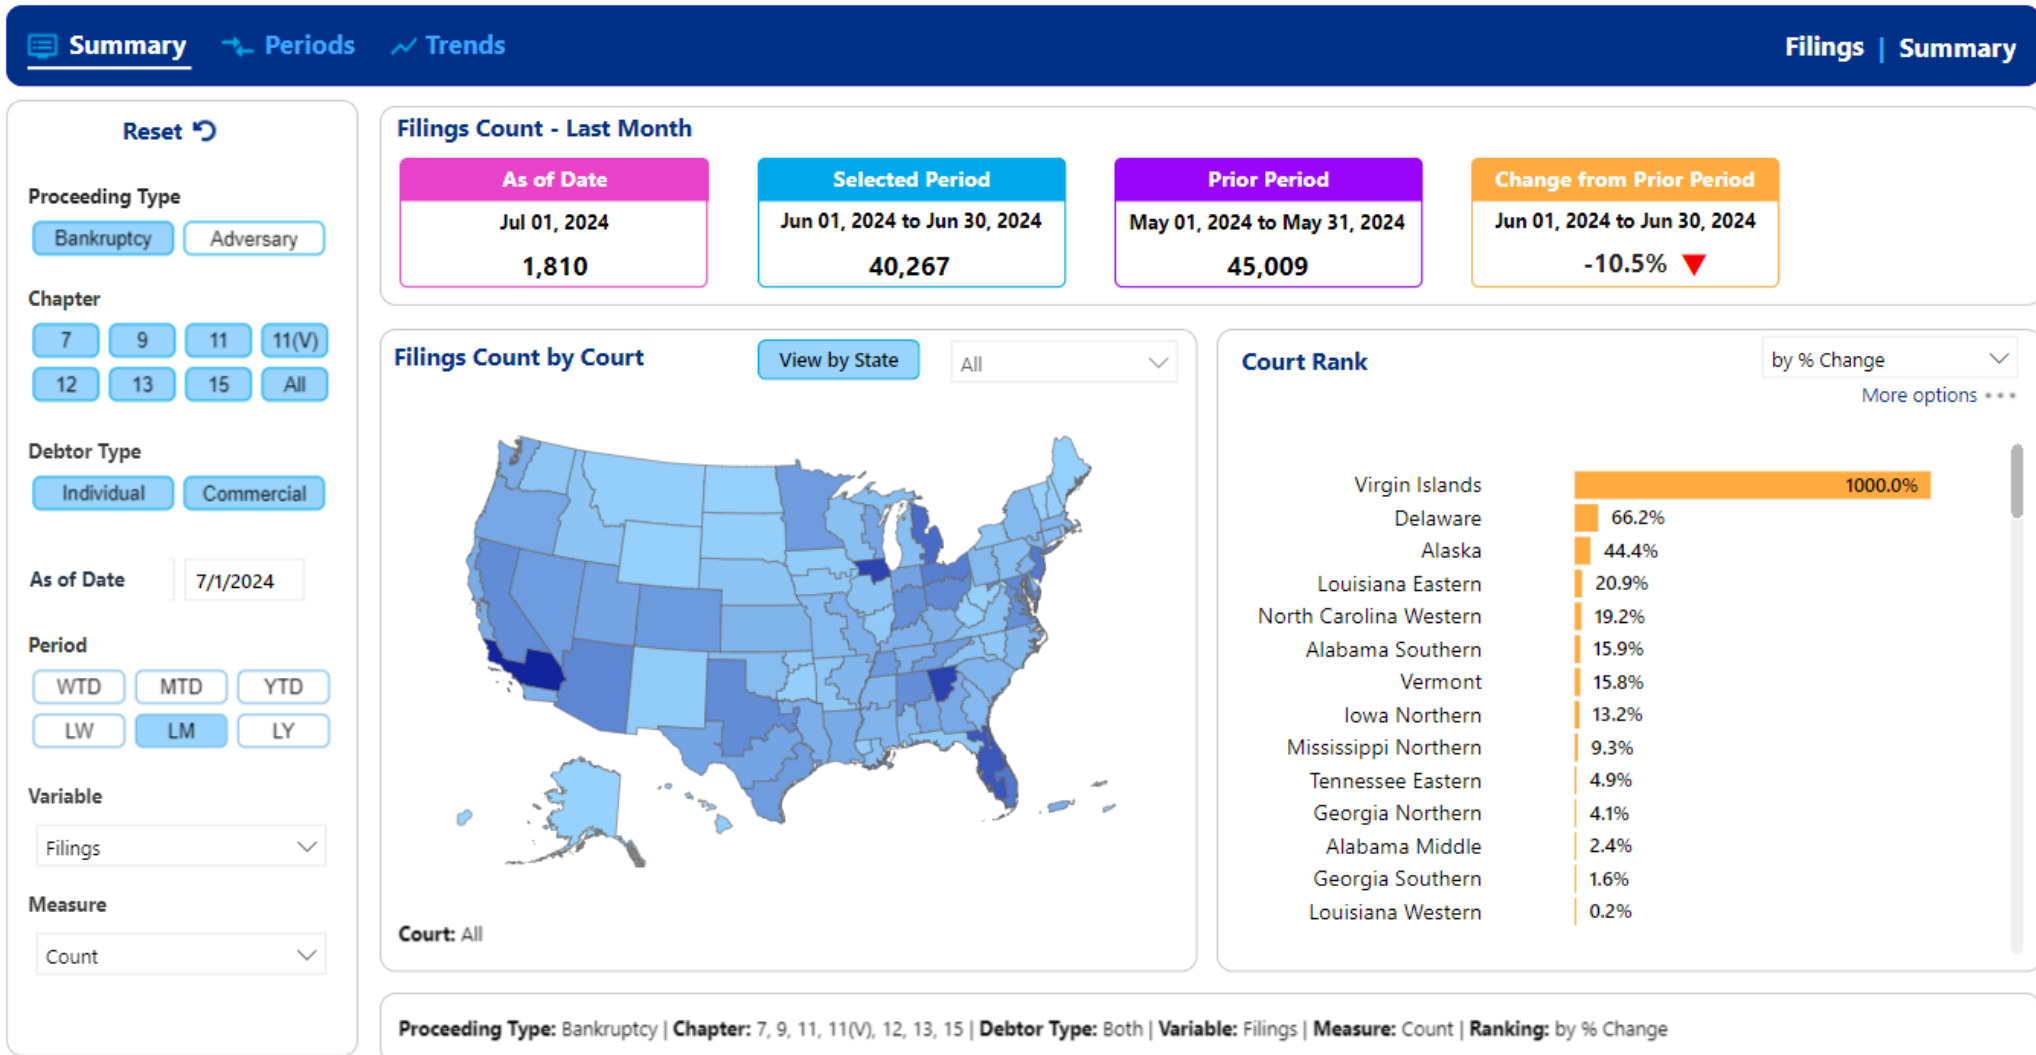 Summary Periods Trends Filings | Summary
Reset
Proceeding Type
Bankruptcy Adversary
Chapter
7 9 11 11(V)
12 13 15 All
Debtor Type
Individual Commercial
As of Date 7/1/2024
Period
WTD MTD YTD
LW LM LY
Variable
Filings
Measure
Count
Filings Count - Last Month
As of Date
Jul 01, 2024
1,810
Selected Period
Jun 01, 2024 to Jun 30, 2024
40,267
Prior Period
May 01, 2024 to May 31, 2024
45,009
Change from Prior Period
Jun 01, 2024 to Jun 30, 2024
-10.5%
Filings Count by Court View by State All
Court: All
Court Rank by % Change
More options
Virgin Islands 1000.0%
Delaware 66.2%
Alaska 44.4%
Louisiana Eastern 20.9%
North Carolina Western 19.2%
Alabama Southern 15.9%
Vermont 15.8%
Iowa Northern 13.2%
Mississippi Northern 9.3%
Tennessee Eastern 4.9%
Georgia Northern 4.1%
Alabama Middle 2.4%
Georgia Southern 1.6%
Louisiana Western 0.2%
Proceeding Type: Bankruptcy | Chapter: 7, 9, 11, 11(V), 12, 13, 15 | Debtor Type: Both | Variable: Filings | Measure: Count | Ranking: by % Change